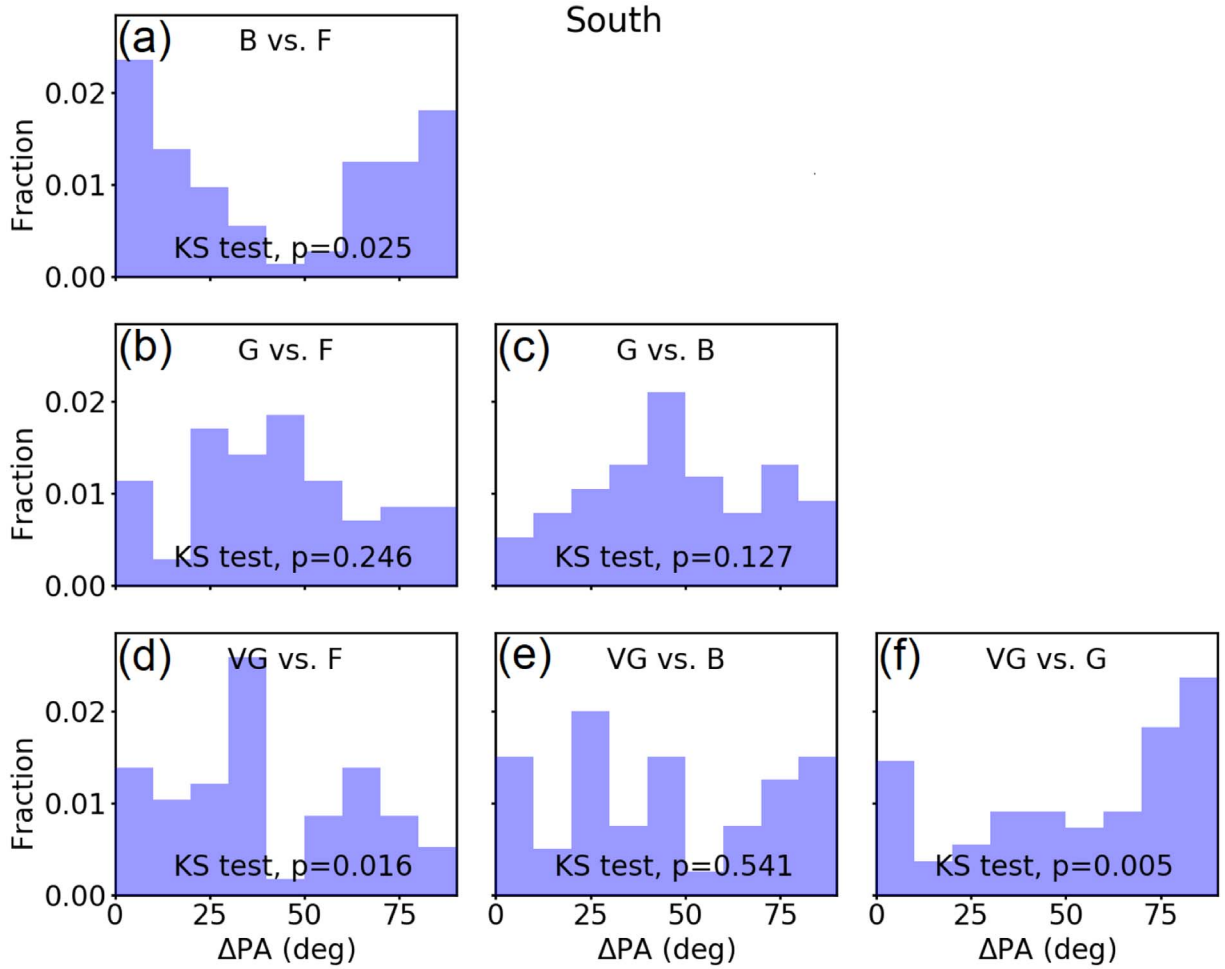 South
(a) B vs. F
Fraction
0.02
0.01
0.00
KS test, p=0.025
(b) G vs. F
Fraction
0.02
0.01
0.00
KS test, p=0.246
(c) G vs. B
KS test, p=0.127
(d) VG vs. F
Fraction
0.02
0.01
0.00
KS test, p=0.016
0 25 50 75
ΔPA (deg)
(e) VG vs. B
KS test, p=0.541
0 25 50 75
ΔPA (deg)
(f) VG vs. G
KS test, p=0.005
0 25 50 75
ΔPA (deg)